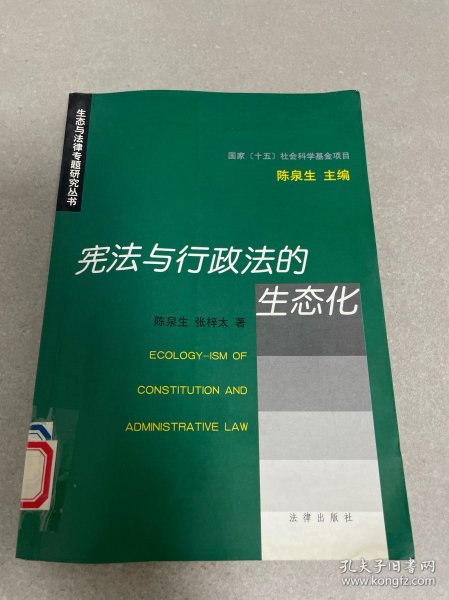 生态与法律专题研究丛书
国家〔十五〕社会科学基金项目
陈泉生 主编
宪法与行政法的
生态化
陈泉生 张梓太 著
ECOLOGY-ISM OF
CONSTITUTION AND
ADMINISTRATIVE LAW
法律出版社
孔夫子旧书网
www.kongfz.com